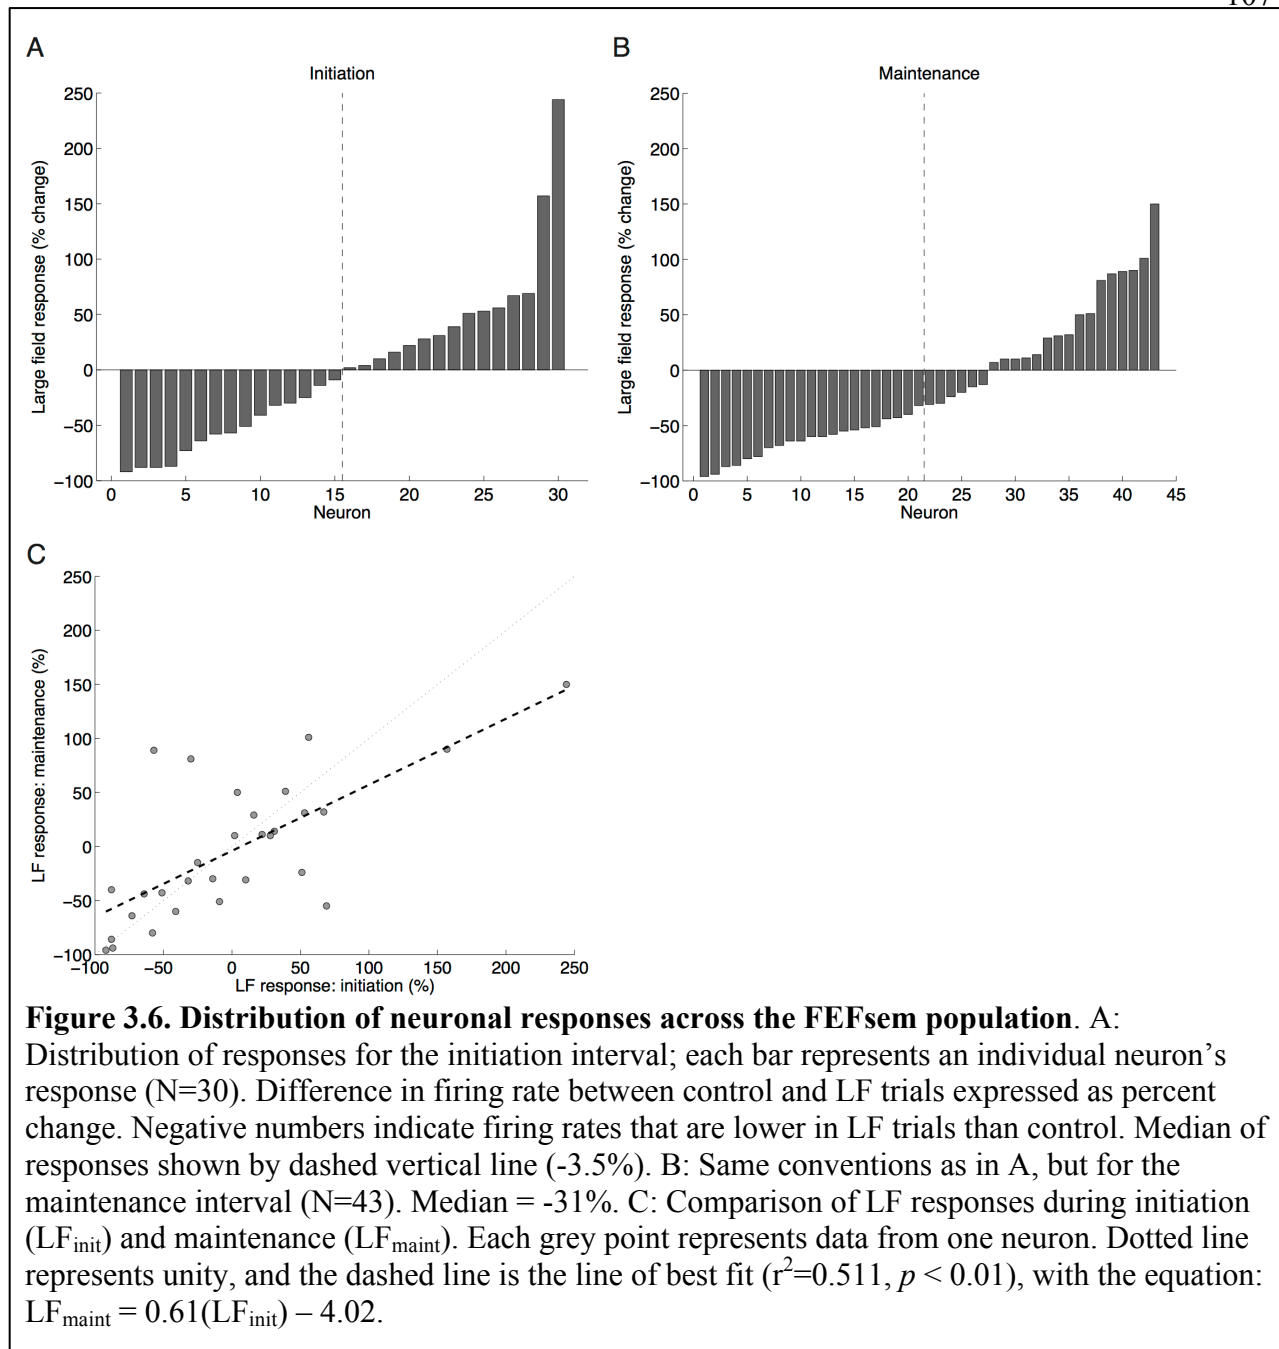 A
B
Initiation
Maintenance
Large field response (% change)
250
200
150
100
50
0
−50
−100
0 5 10 15 20 25 30
Neuron
Large field response (% change)
250
200
150
100
50
0
−50
−100
0 5 10 15 20 25 30 35 40 45
Neuron
C
LF response: maintenance (%)
250
200
150
100
50
0
−50
−100
−100 −50 0 50 100 150 200 250
LF response: initiation (%)
Figure 3.6. Distribution of neuronal responses across the FEFsem population. A:
Distribution of responses for the initiation interval; each bar represents an individual neuron’s
response (N=30). Difference in firing rate between control and LF trials expressed as percent
change. Negative numbers indicate firing rates that are lower in LF trials than control. Median of
responses shown by dashed vertical line (-3.5%). B: Same conventions as in A, but for the
maintenance interval (N=43). Median = -31%. C: Comparison of LF responses during initiation
(LFinit) and maintenance (LFmaint). Each grey point represents data from one neuron. Dotted line
represents unity, and the dashed line is the line of best fit (r²=0.511, p < 0.01), with the equation:
LFmaint = 0.61(LFinit) – 4.02.